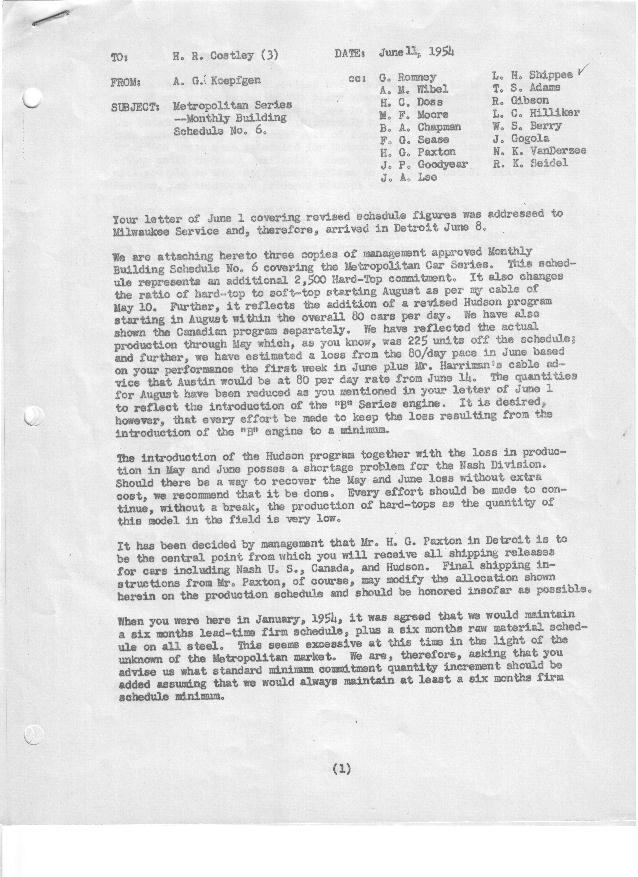 TO: H. R. Costley (3) DATE: June 11, 1954
FROM: A. G. Koepfgen cc: G. Romney L. H. Shippee ✓
A. M. Wibel T. S. Adams
SUBJECT: Metropolitan Series H. C. Doss R. Gibson
--Monthly Building M. F. Moore L. C. Hilliker
Schedule No. 6. B. A. Chapman W. S. Berry
F. G. Sease J. Gogola
H. G. Paxton N. K. VanDerzee
J. P. Goodyear R. K. Seidel
J. A. Lee
Your letter of June 1 covering revised schedule figures was addressed to
Milwaukee Service and, therefore, arrived in Detroit June 8.
We are attaching hereto three copies of management approved Monthly
Building Schedule No. 6 covering the Metropolitan Car Series. This sched-
ule represents an additional 2,500 Hard-Top commitment. It also changes
the ratio of hard-top to soft-top starting August as per my cable of
May 10. Further, it reflects the addition of a revised Hudson program
starting in August within the overall 80 cars per day. We have also
shown the Canadian program separately. We have reflected the actual
production through May which, as you know, was 225 units off the schedule;
and further, we have estimated a loss from the 80/day pace in June based
on your performance the first week in June plus Mr. Harriman's cable ad-
vice that Austin would be at 80 per day rate from June 14. The quantities
for August have been reduced as you mentioned in your letter of June 1
to reflect the introduction of the "B" Series engine. It is desired,
however, that every effort be made to keep the loss resulting from the
introduction of the "B" engine to a minimum.
The introduction of the Hudson program together with the loss in produc-
tion in May and June posses a shortage problem for the Nash Division.
Should there be a way to recover the May and June loss without extra
cost, we recommend that it be done. Every effort should be made to con-
tinue, without a break, the production of hard-tops as the quantity of
this model in the field is very low.
It has been decided by management that Mr. H. G. Paxton in Detroit is to
be the central point from which you will receive all shipping releases
for cars including Nash U. S., Canada, and Hudson. Final shipping in-
structions from Mr. Paxton, of course, may modify the allocation shown
herein on the production schedule and should be honored insofar as possible.
When you were here in January, 1954, it was agreed that we would maintain
a six months lead-time firm schedule, plus a six months raw material sched-
ule on all steel. This seems excessive at this time in the light of the
unknown of the Metropolitan market. We are, therefore, asking that you
advise us what standard minimum commitment quantity increment should be
added assuming that we would always maintain at least a six months firm
schedule minimum.
(1)